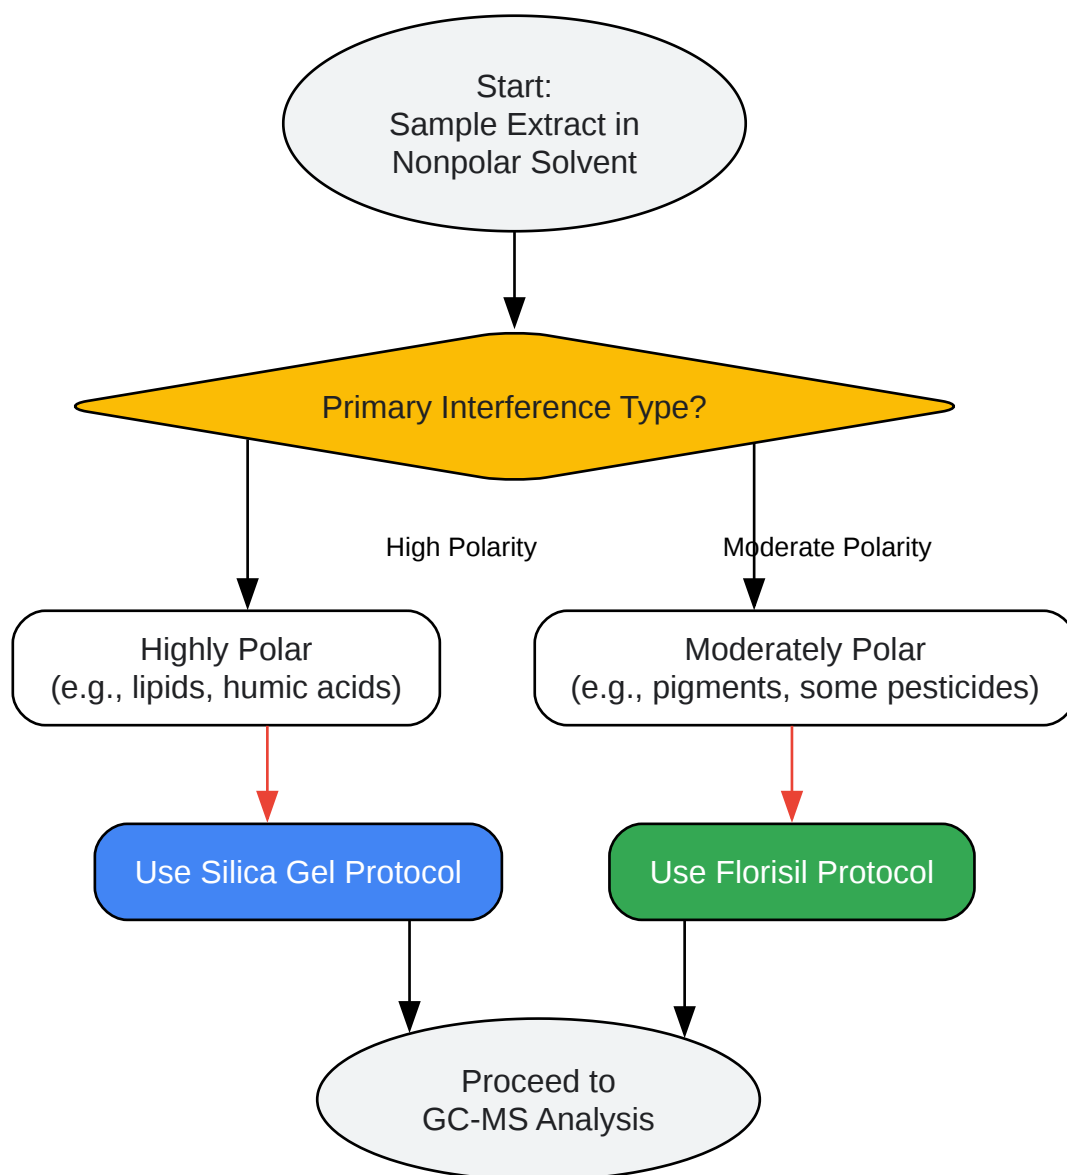 Start:
Sample Extract in
Nonpolar Solvent
Primary Interference Type?
High Polarity
Moderate Polarity
Highly Polar
(e.g., lipids, humic acids)
Moderately Polar
(e.g., pigments, some pesticides)
Use Silica Gel Protocol
Use Florisil Protocol
Proceed to
GC-MS Analysis